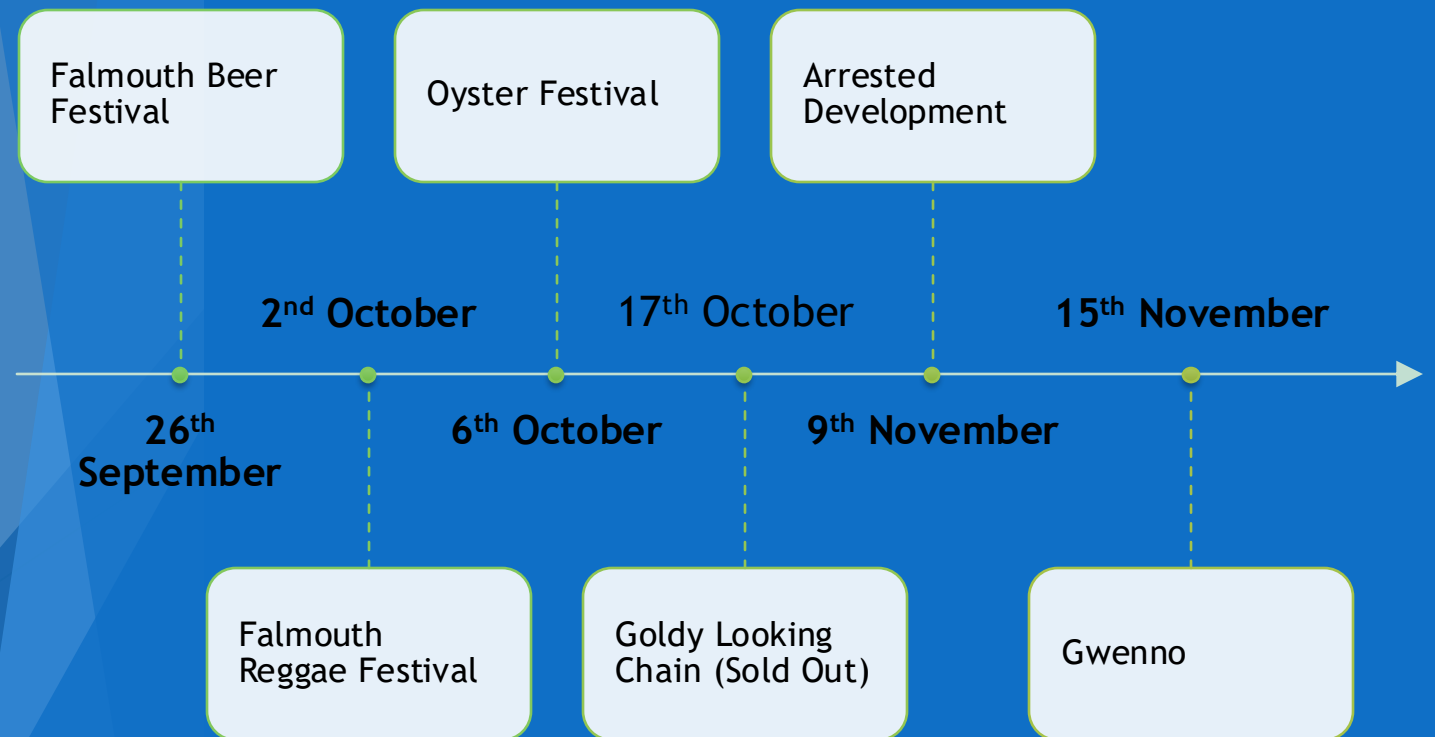 Falmouth Beer
Festival
Oyster Festival
Arrested
Development
2nd October
17th October
15th November
26th
September
6th October
9th November
Falmouth
Reggae Festival
Goldy Looking
Chain (Sold Out)
Gwenno